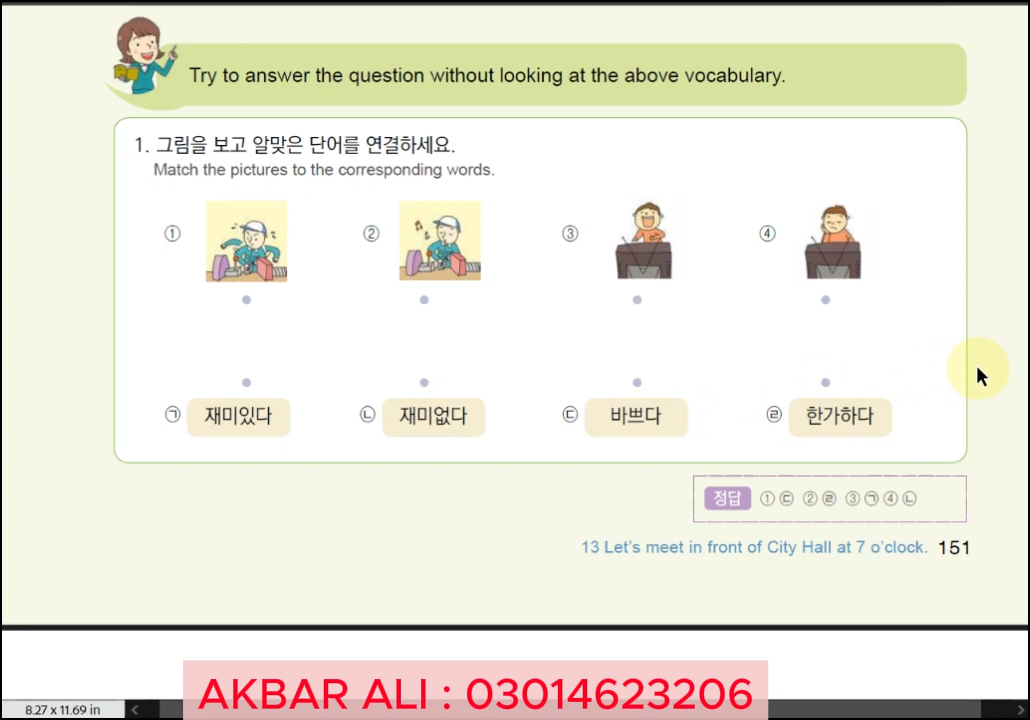 Try to answer the question without looking at the above vocabulary.
1. 그림을 보고 알맞은 단어를 연결하세요.
Match the pictures to the corresponding words.
① ② ③ ④
㉠ 재미있다 ㉡ 재미없다 ㉢ 바쁘다 ㉣ 한가하다
정답 ①㉢ ②㉣ ③㉠ ④㉡
13 Let's meet in front of City Hall at 7 o'clock. 151
AKBAR ALI : 03014623206
8.27 x 11.69 in